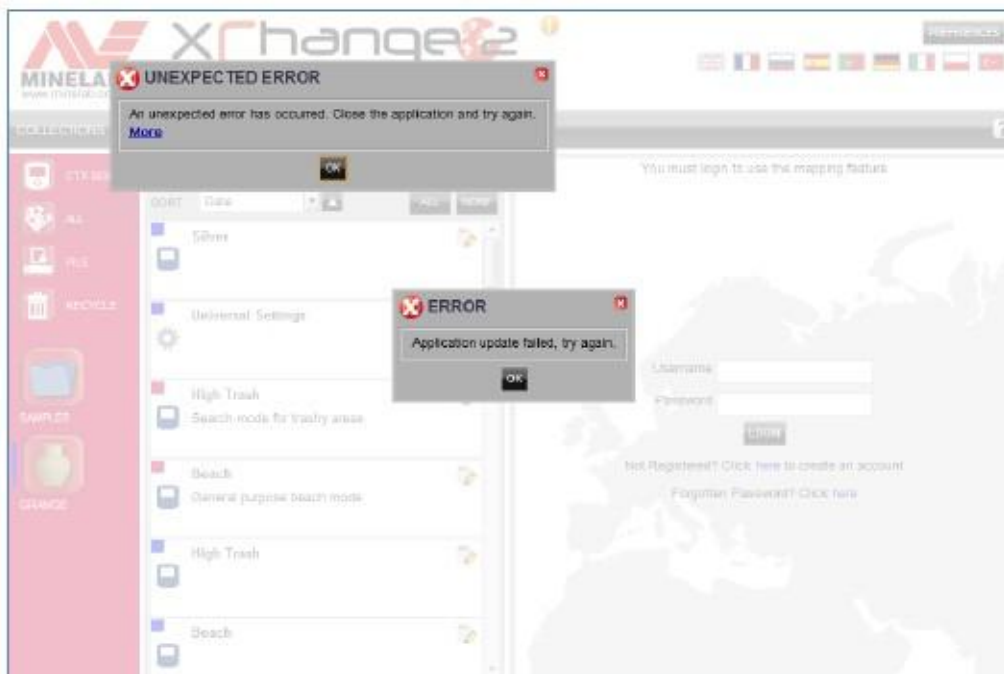 XChange 2
MINELAB
PREFERENCES
UNEXPECTED ERROR
An unexpected error has occurred. Close the application and try again.
More
OK
COLLECTIONS
You must login to use the mapping feature
SORT Date
ALL
ALL
RECYCLE
Silver
Universal Settings
ERROR
Application update failed, try again.
OK
High Trash
Search mode for trashy areas
Username
Password
LOGIN
Beach
General purpose beach mode
Not Registered? Click here to create an account
Forgotten Password? Click here
SAMPLES
ORANGE
High Trash
Beach